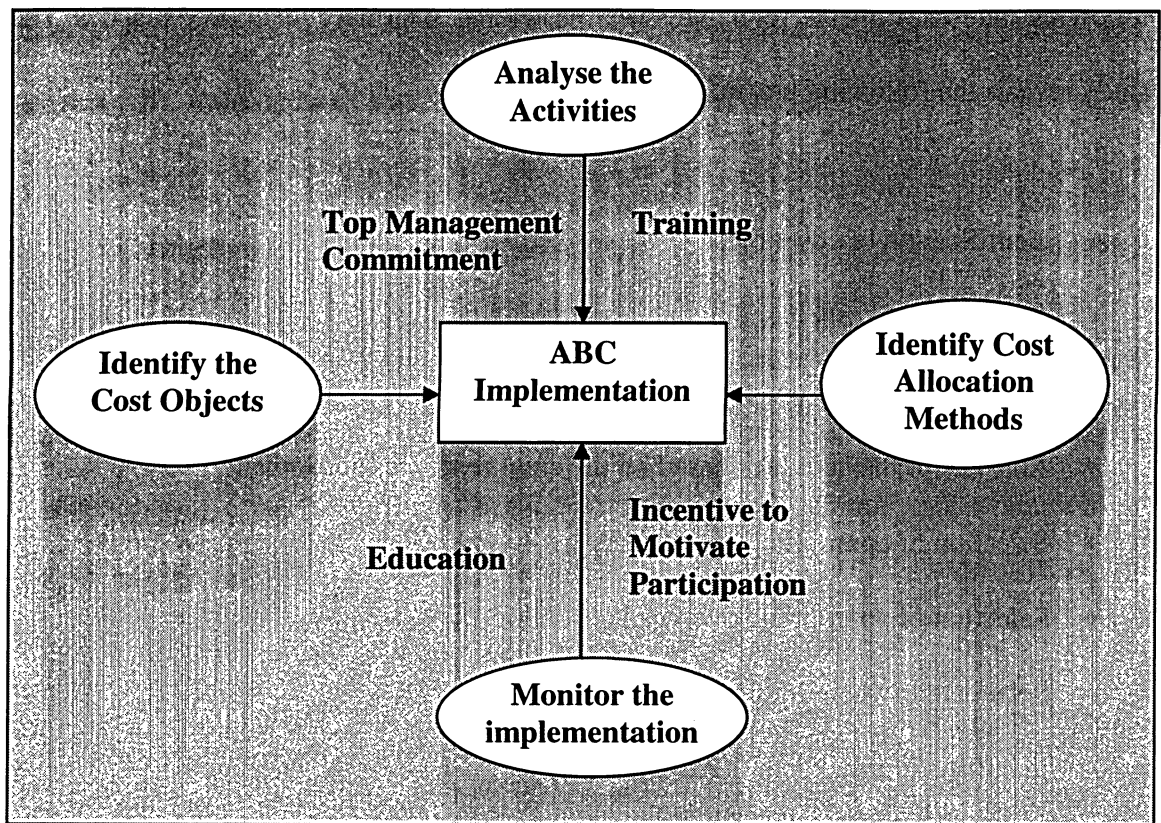 Analyse the
Activities
Top Management
Commitment
Training
Identify the
Cost Objects
ABC
Implementation
Identify Cost
Allocation
Methods
Education
Incentive to
Motivate
Participation
Monitor the
implementation